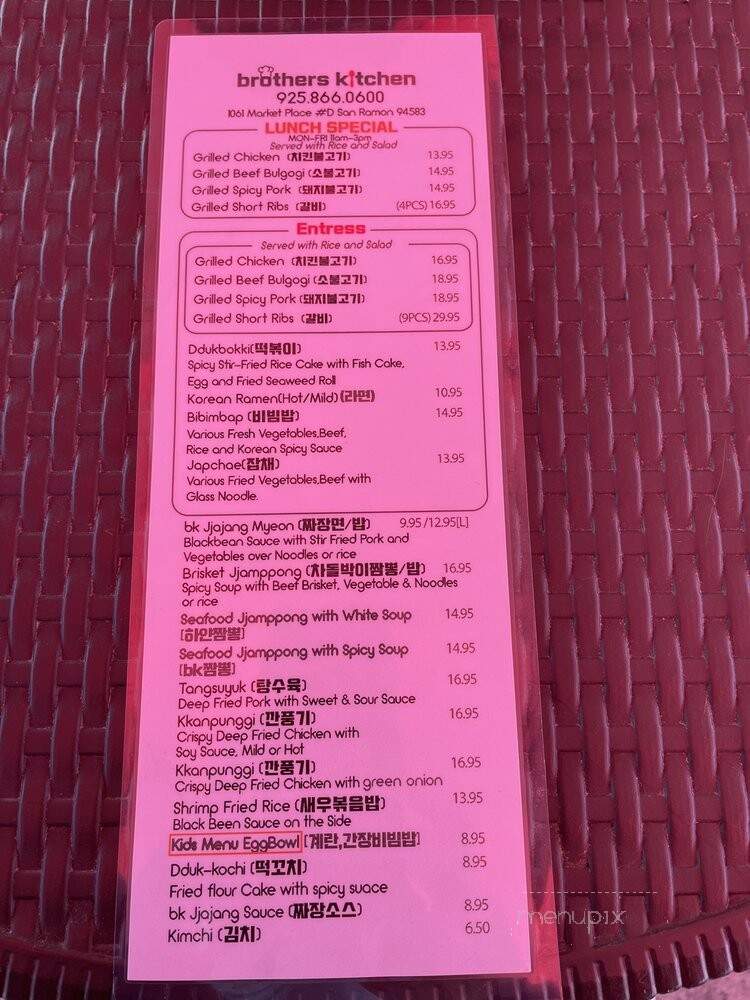 brothers kitchen
925.866.0600
1061 Market Place #D San Ramon 94583
LUNCH SPECIAL
MON-FRI 11am-3pm
Served with Rice and Salad
Grilled Chicken (치킨불고기) 13.95
Grilled Beef Bulgogi (소불고기) 14.95
Grilled Spicy Pork (돼지불고기) 14.95
Grilled Short Ribs (갈비) (4PCS) 16.95
Entress
Served with Rice and Salad
Grilled Chicken (치킨불고기) 16.95
Grilled Beef Bulgogi (소불고기) 18.95
Grilled Spicy Pork (돼지불고기) 18.95
Grilled Short Ribs (갈비) (9PCS) 29.95
Ddukbokki(떡볶이) 13.95
Spicy Stir-Fried Rice Cake with Fish Cake,
Egg and Fried Seaweed Roll
Korean Ramen(Hot/Mild) (라면) 10.95
Bibimbap (비빔밥) 14.95
Various Fresh Vegetables,Beef,
Rice and Korean Spicy Sauce
Japchae(잡채) 13.95
Various Fried Vegetables,Beef with
Glass Noodle.
bk Jjajang Myeon (짜장면/밥) 9.95 /12.95[L]
Blackbean Sauce with Stir Fried Pork and
Vegetables over Noodles or rice
Brisket Jjamppong (차돌박이짬뽕/밥) 16.95
Spicy Soup with Beef Brisket, Vegetable & Noodles
or rice
Seafood Jjamppong with White Soup 14.95
[하얀짬뽕]
Seafood Jjamppong with Spicy Soup 14.95
[bk짬뽕]
Tangsuyuk (탕수육) 16.95
Deep Fried Pork with Sweet & Sour Sauce
Kkanpunggi (깐풍기) 16.95
Crispy Deep Fried Chicken with
Soy Sauce, Mild or Hot
Kkanpunggi (깐풍기) 16.95
Crispy Deep Fried Chicken with green onion
Shrimp Fried Rice (새우볶음밥) 13.95
Black Been Sauce on the Side
Kids Menu EggBowl [계란,간장비빔밥] 8.95
Dduk-kochi (떡꼬치) 8.95
Fried flour Cake with spicy suace
bk Jjajang Sauce (짜장소스) 8.95
Kimchi (김치) 6.50
menupix